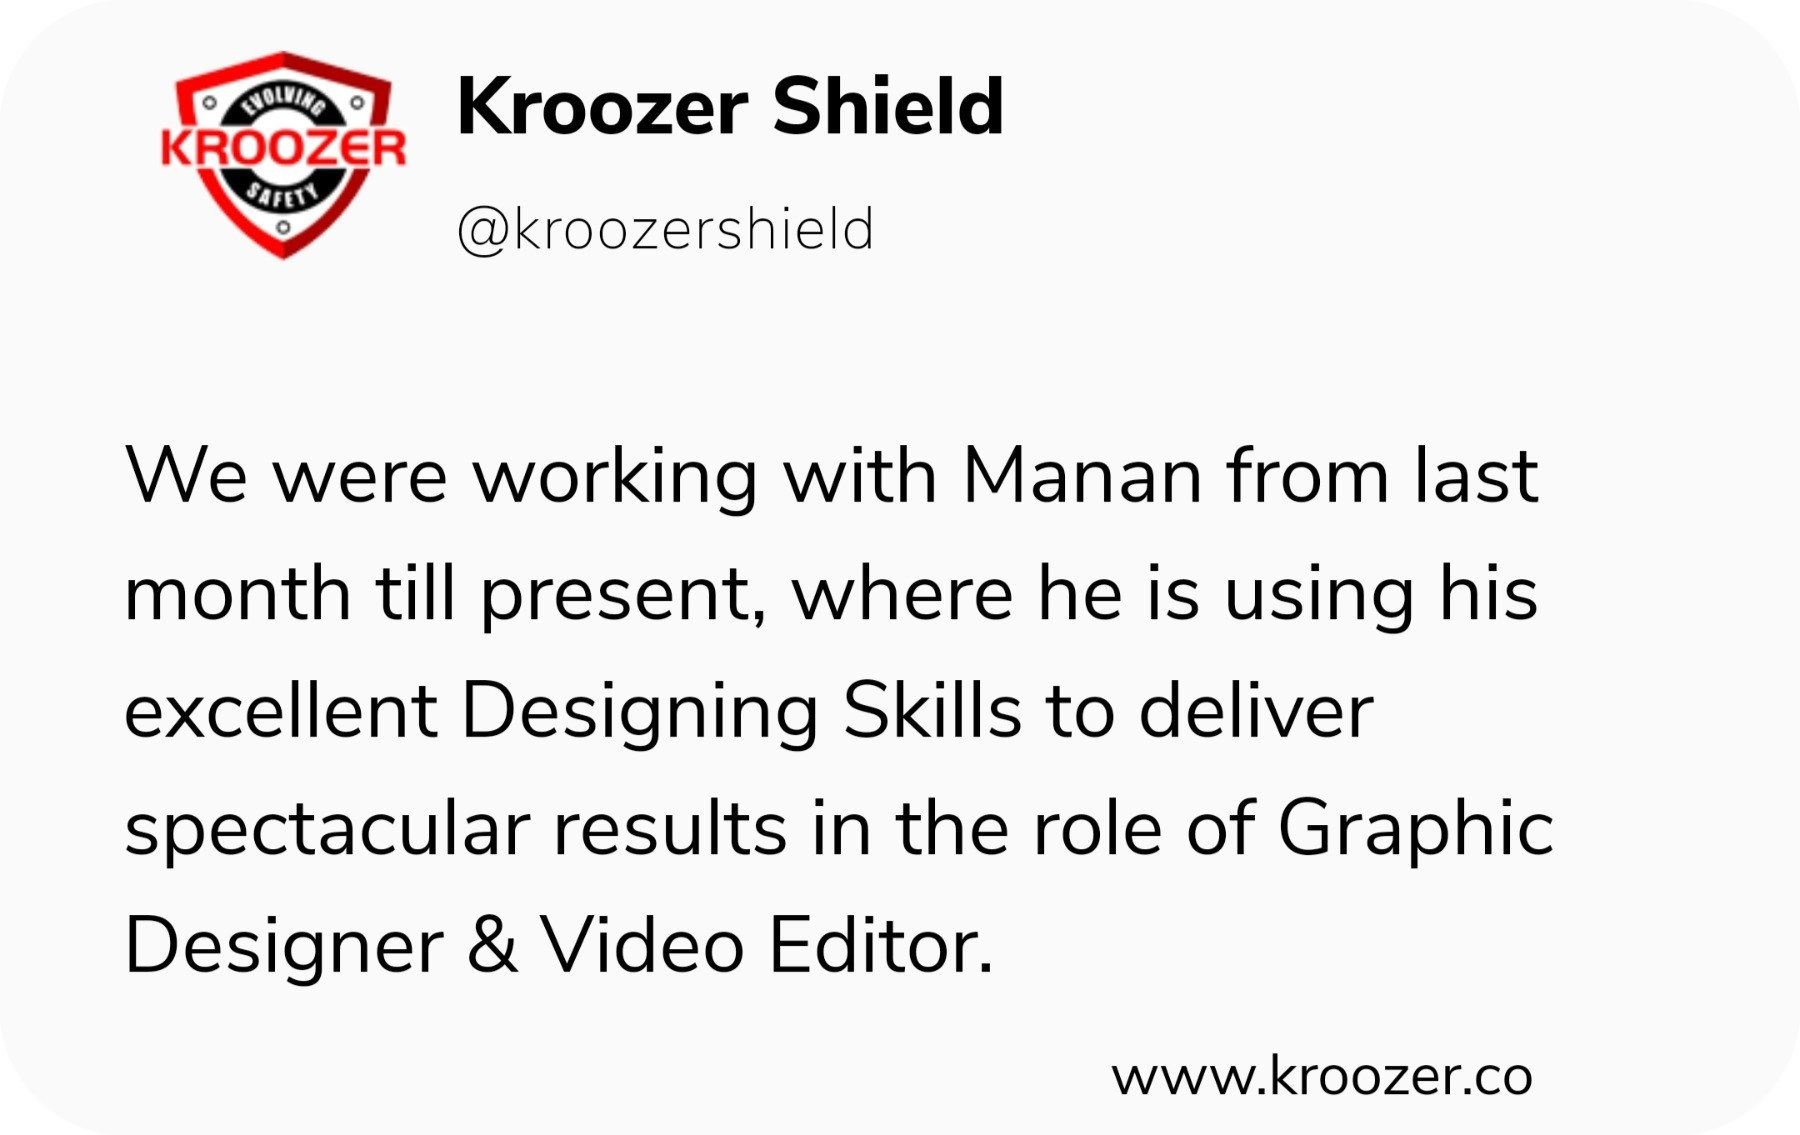 EVOLVING
KROOZER
SAFETY
Kroozer Shield
@kroozershield
We were working with Manan from last
month till present, where he is using his
excellent Designing Skills to deliver
spectacular results in the role of Graphic
Designer & Video Editor.
www.kroozer.co